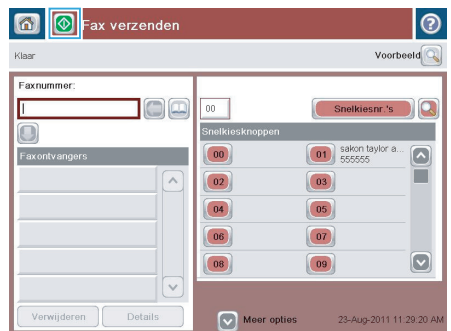 Fax verzenden
Klaar
Voorbeeld
Faxnummer:
Faxontvangers
Verwijderen
Details
00
Snelkiesnr.'s
Snelkiesknoppen
00
01 sakon taylor a...
555555
02 03
04 05
06 07
08 09
Meer opties
23-Aug-2011 11:29:20 AM